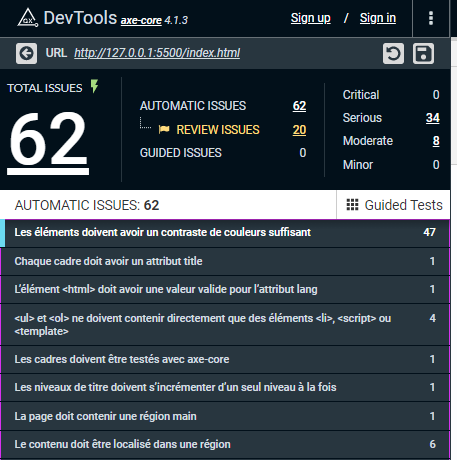 DevTools axe-core 4.1.3 Sign up / Sign in
URL http://127.0.0.1:5500/index.html
TOTAL ISSUES
62
AUTOMATIC ISSUES 62
REVIEW ISSUES 20
GUIDED ISSUES 0
Critical 0
Serious 34
Moderate 8
Minor 0
AUTOMATIC ISSUES: 62 Guided Tests
Les éléments doivent avoir un contraste de couleurs suffisant 47
Chaque cadre doit avoir un attribut title 1
L'élément <html> doit avoir une valeur valide pour l'attribut lang 1
<ul> et <ol> ne doivent contenir directement que des éléments <li>, <script> ou 4
<template>
Les cadres doivent être testés avec axe-core 1
Les niveaux de titre doivent s'incrémenter d'un seul niveau à la fois 1
La page doit contenir une région main 1
Le contenu doit être localisé dans une région 6